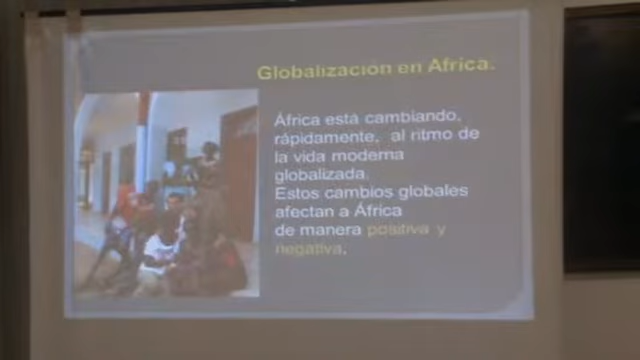 Globalización en Africa.
África está cambiando,
rápidamente, al ritmo de
la vida moderna
globalizada.
Estos cambios globales
afectan a África
de manera positiva y
negativa.